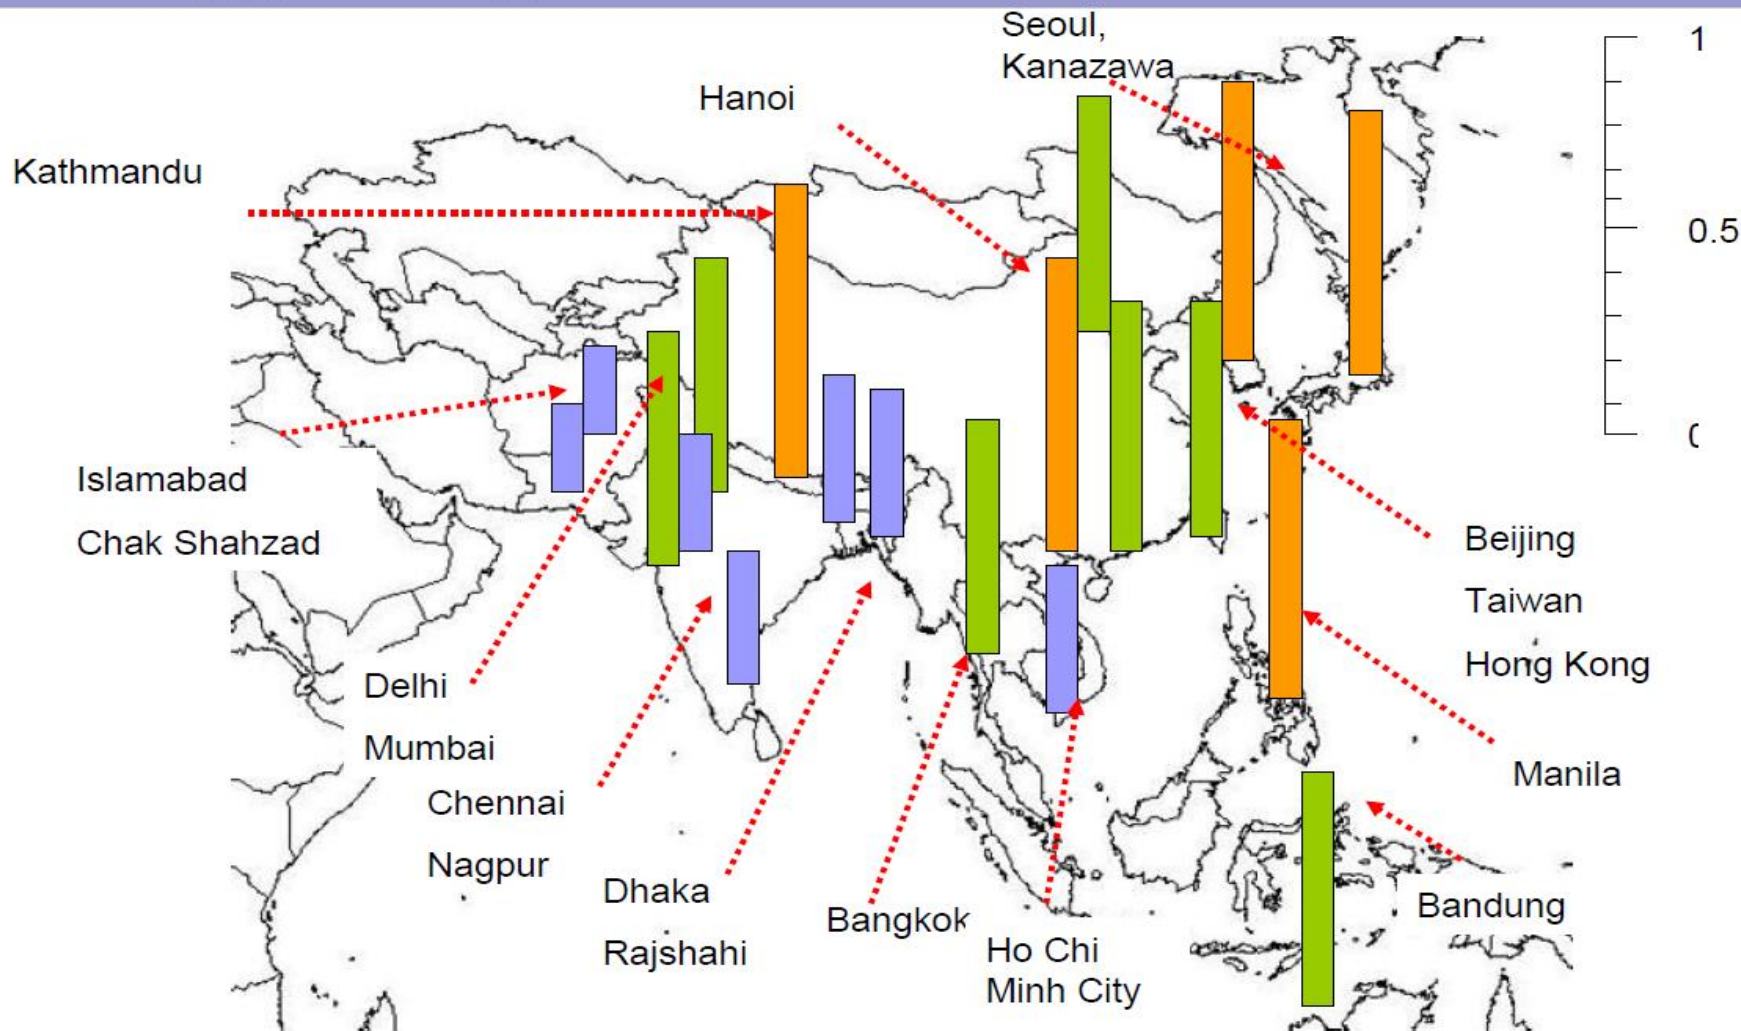 Seoul,
Kanazawa
1
Hanoi
Kathmandu
0.5
0
Islamabad
Chak Shahzad
Beijing
Taiwan
Hong Kong
Delhi
Mumbai
Manila
Chennai
Nagpur
Dhaka
Rajshahi
Bangkok
Bandung
Ho Chi
Minh City